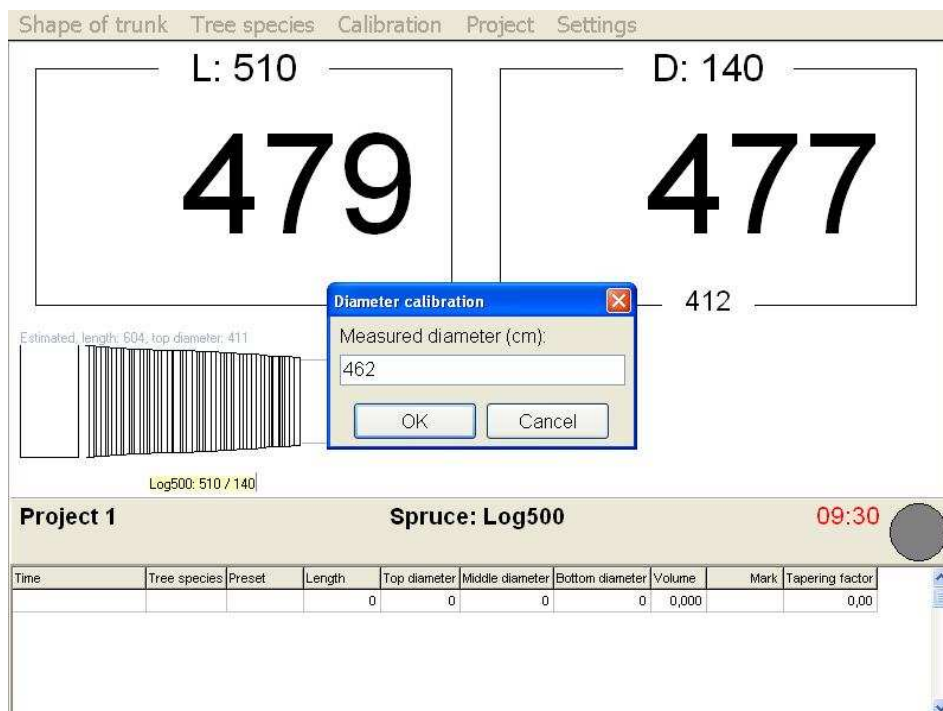 Shape of trunk Tree species Calibration Project Settings
L: 510
D: 140
479
477
412
Diameter calibration
Measured diameter (cm):
462
OK Cancel
Estimated, length: 604, top diameter: 411
Log500: 510 / 140
Project 1 Spruce: Log500 09:30
Time Tree species Preset Length Top diameter Middle diameter Bottom diameter Volume Mark Tapering factor
0 0 0 0 0,000 0,00